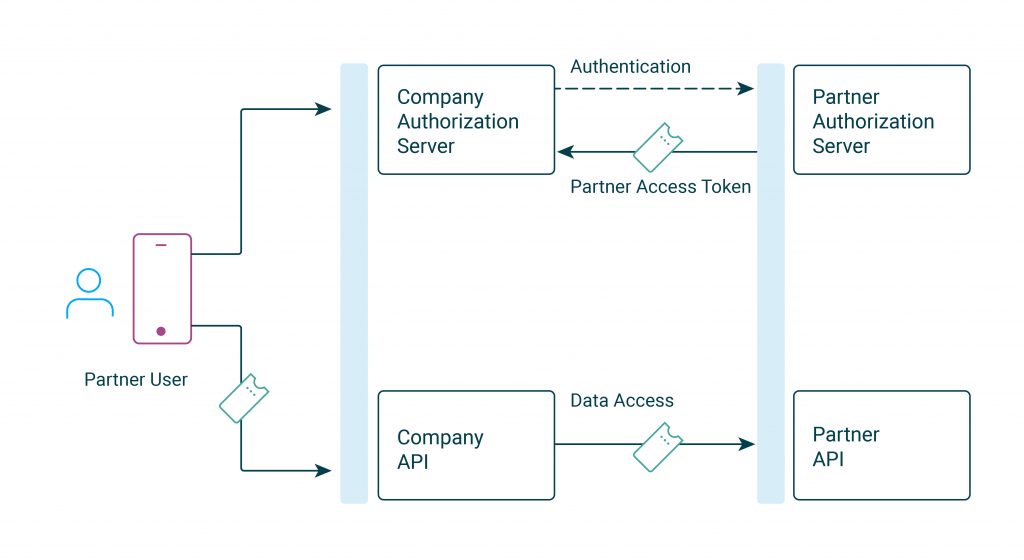 Authentication
Company
Authorization
Server
Partner
Authorization
Server
Partner Access Token
Partner User
Data Access
Company
API
Partner
API